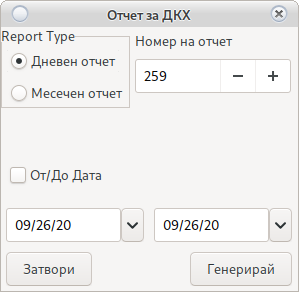 Отчет за ДКХ
Report Type
Номер на отчет
Дневен отчет
259
Месечен отчет
От/До Дата
09/26/20
09/26/20
Затвори
Генерирай